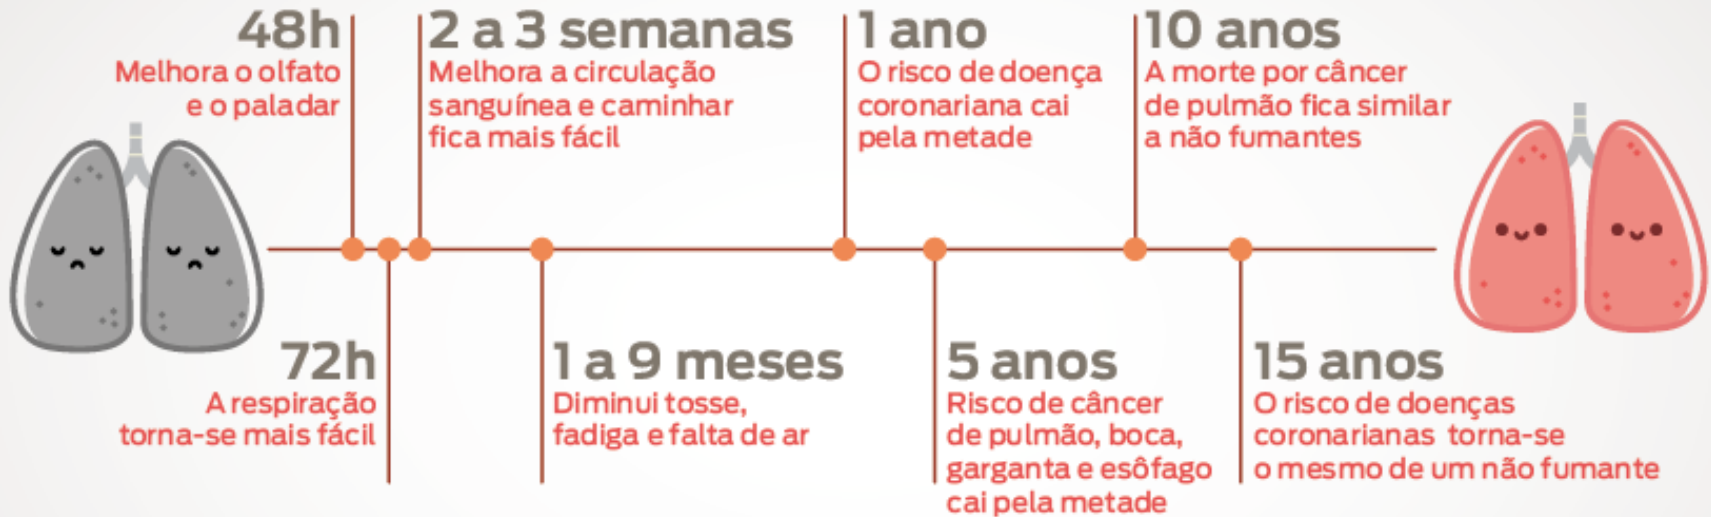 48h
Melhora o olfato
e o paladar
72h
A respiração
torna-se mais fácil
2 a 3 semanas
Melhora a circulação
sanguínea e caminhar
fica mais fácil
1 a 9 meses
Diminui tosse,
fadiga e falta de ar
1 ano
O risco de doença
coronariana cai
pela metade
5 anos
Risco de câncer
de pulmão, boca,
garganta e esôfago
cai pela metade
10 anos
A morte por câncer
de pulmão fica similar
a não fumantes
15 anos
O risco de doenças
coronarianas torna-se
o mesmo de um não fumante